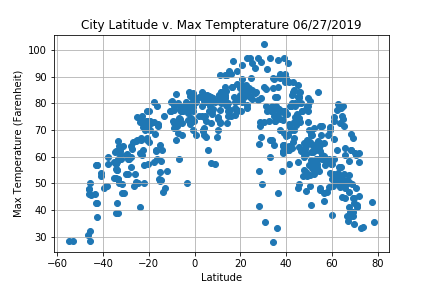 City Latitude v. Max Tempterature 06/27/2019
100
90
80
70
60
50
40
30
Max Temperature (Farenheit)
−60 −40 −20 0 20 40 60 80
Latitude